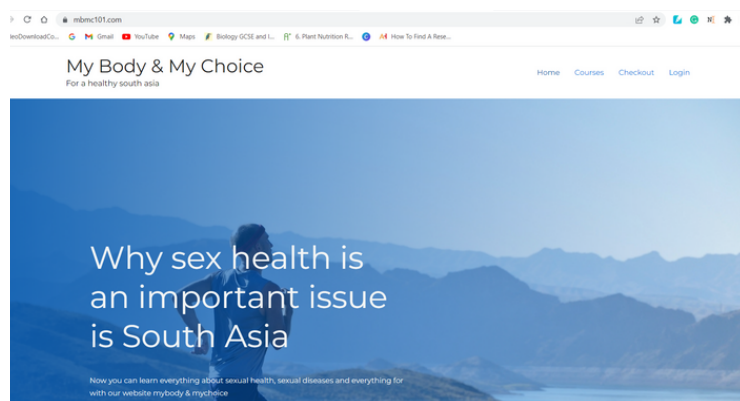 mbmc101.com
leoDownloadCo... Gmail YouTube Maps Biology GCSE and I... 6. Plant Nutrition R... How To Find A Rese...
My Body & My Choice
For a healthy south asia
Home Courses Checkout Login
Why sex health is
an important issue
is South Asia
Now you can learn everything about sexual health, sexual diseases and everything for
with our website mybody & mychoice